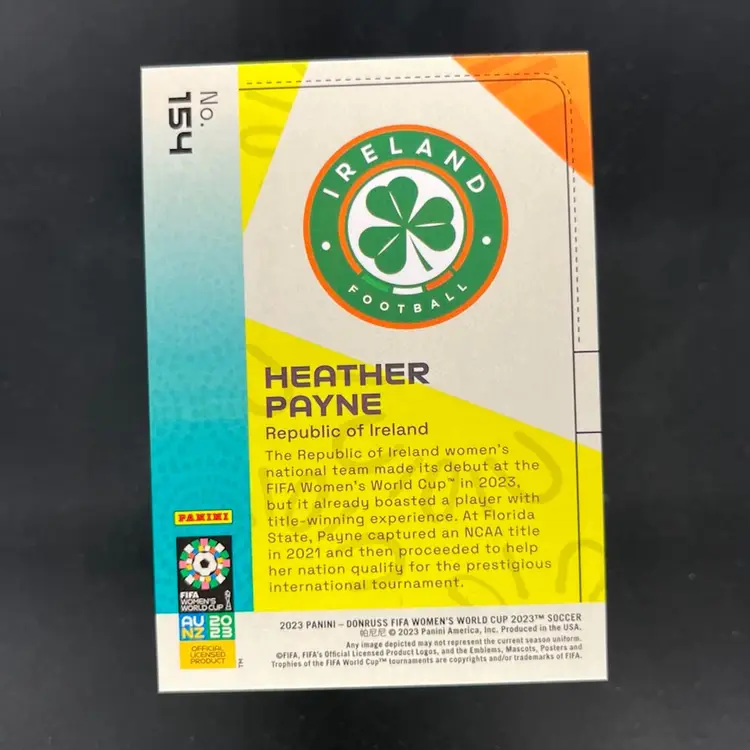 No.
154
IRELAND
FOOTBALL
HEATHER
PAYNE
Republic of Ireland
The Republic of Ireland women's
national team made its debut at the
FIFA Women's World Cup™ in 2023,
but it already boasted a player with
title-winning experience. At Florida
State, Payne captured an NCAA title
in 2021 and then proceeded to help
her nation qualify for the prestigious
international tournament.
PANINI
FIFA
WOMEN'S
WORLD CUP
AU 20
NZ 23
OFFICIAL
LICENSED
PRODUCT
TM
2023 PANINI – DONRUSS FIFA WOMEN'S WORLD CUP 2023™ SOCCER
帕尼尼 © 2023 Panini America, Inc. Produced in the USA.
Any image depicted may not represent the current season uniform.
©FIFA, FIFA's Official Licensed Product Logos, and the Emblems, Mascots, Posters and
Trophies of the FIFA World Cup™ tournaments are copyrights and/or trademarks of FIFA.